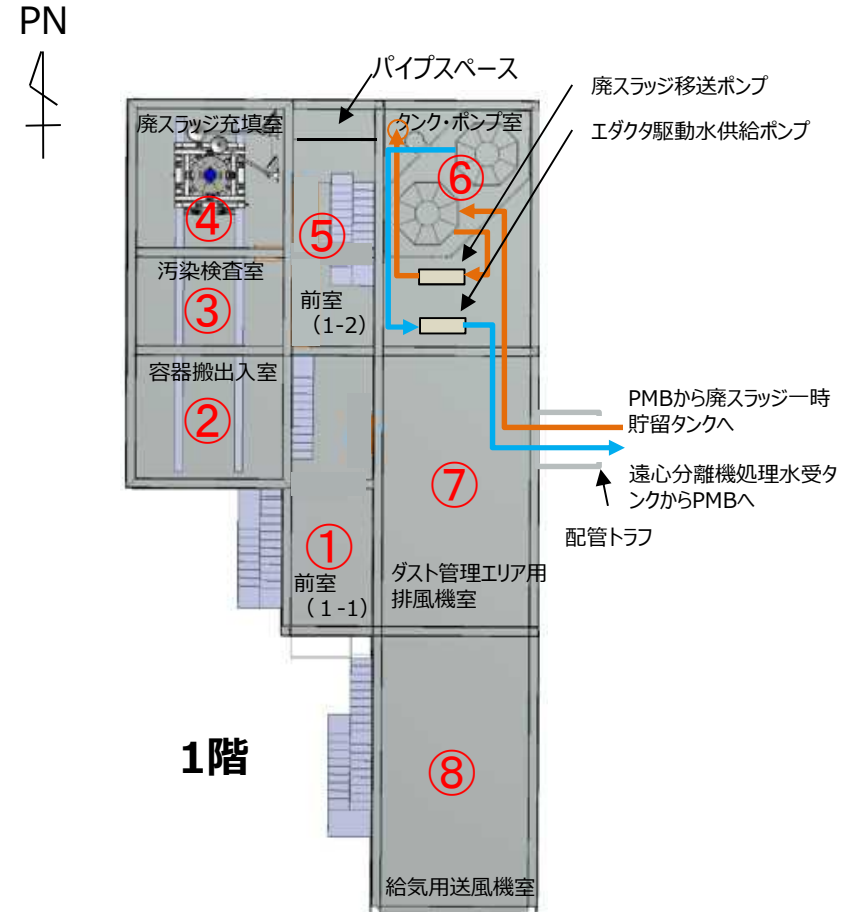 PN
パイプスペース
廃スラッジ移送ポンプ
エダクタ駆動水供給ポンプ
廃スラッジ充填室
タンク・ポンプ室
④
⑤
⑥
汚染検査室
③
前室
（1-2）
容器搬出入室
②
PMBから廃スラッジ一時
貯留タンクへ
遠心分離機処理水受タ
ンクからPMBへ
配管トラフ
⑦
①
前室
（１-１）
ダスト管理エリア用
排風機室
1階
⑧
給気用送風機室